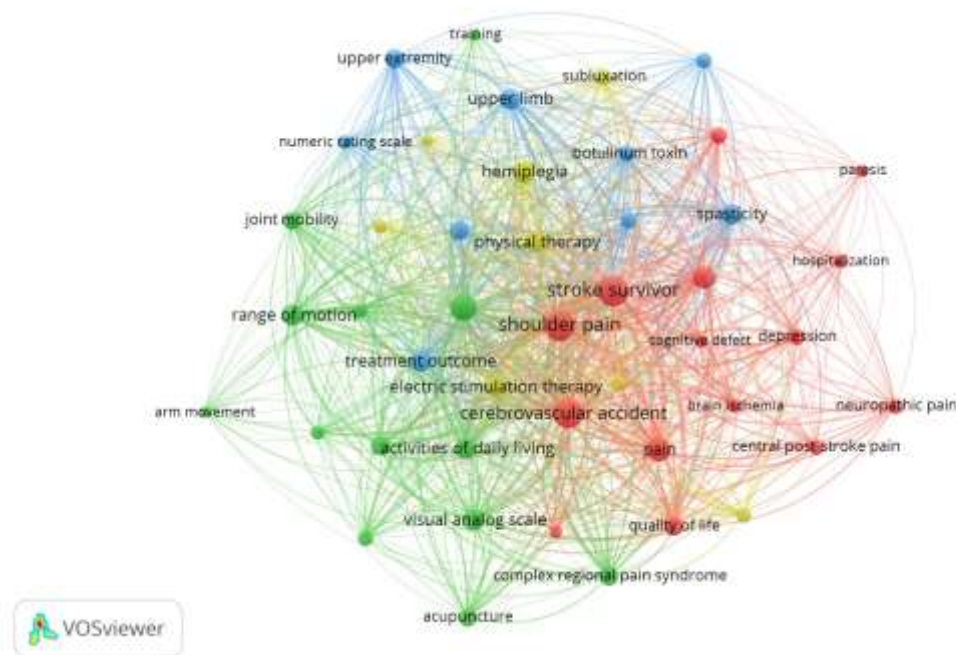 training
upper extremity
subluxation
upper limb
numeric rating scale
botulinum toxin
hemiplegia
paresis
joint mobility
spasticity
physical therapy
hospitalization
stroke survivor
range of motion
shoulder pain
cognitive defect
depression
treatment outcome
electric stimulation therapy
arm movement
cerebrovascular accident
brain ischemia
neuropathic pain
activities of daily living
pain
central post stroke pain
visual analog scale
quality of life
complex regional pain syndrome
acupuncture
VOSviewer